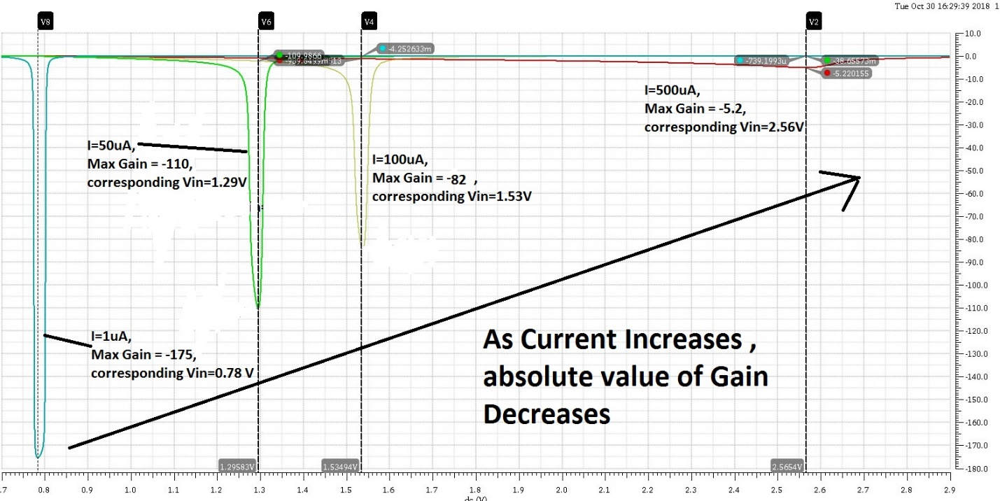 Tue Oct 30 16:29:39 2018 1
V8
V6
V4
V2
10.0
0.0
-10.0
-20.0
-30.0
-40.0
-50.0
-60.0
-70.0
-80.0
-90.0
-100.0
-110.0
-120.0
-130.0
-140.0
-150.0
-160.0
-170.0
-180.0
-109.9866
-4.252633m
-739.1993u
-38.65573m
-5.220155
I=500uA,
Max Gain = -5.2,
corresponding Vin=2.56V
I=50uA,
Max Gain = -110,
corresponding Vin=1.29V
I=100uA,
Max Gain = -82 ,
corresponding Vin=1.53V
I=1uA,
Max Gain = -175,
corresponding Vin=0.78 V
As Current Increases ,
absolute value of Gain
Decreases
1.29583V
1.53494V
2.5654V
.7 0.8 0.9 1.0 1.1 1.2 1.3 1.4 1.5 1.6 1.7 1.8 1.9 2.0 2.1 2.2 2.3 2.4 2.5 2.6 2.7 2.8 2.9